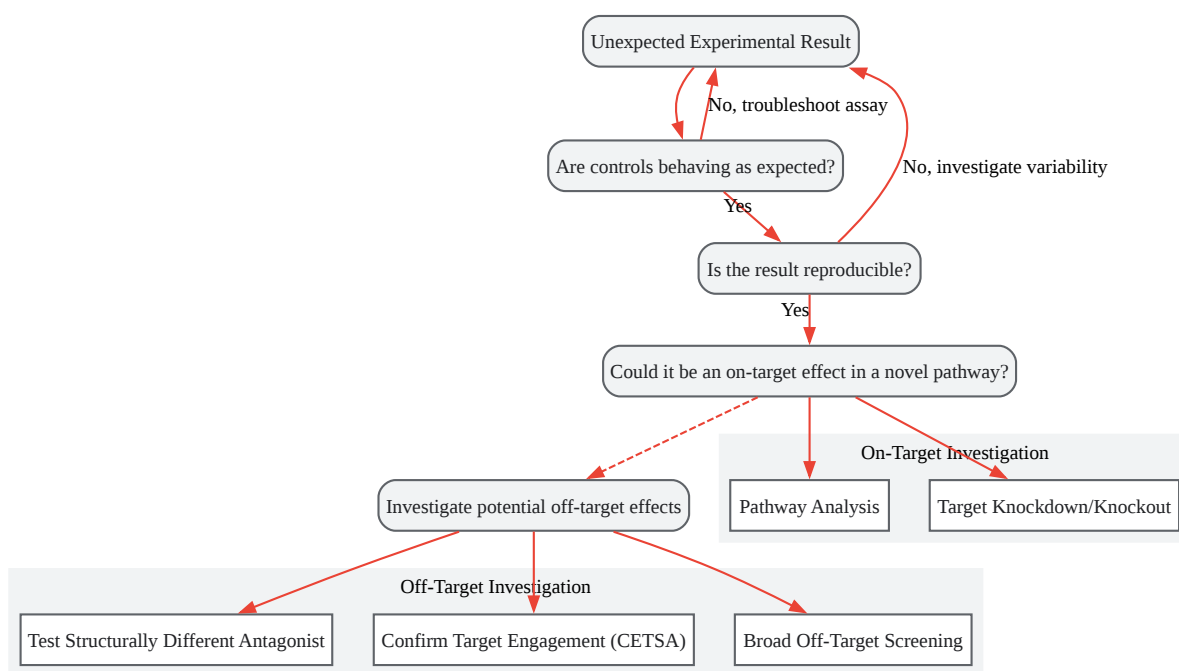 Unexpected Experimental Result
No, troubleshoot assay
Are controls behaving as expected?
No, investigate variability
Yes
Is the result reproducible?
Yes
Could it be an on-target effect in a novel pathway?
On-Target Investigation
Pathway Analysis
Target Knockdown/Knockout
Investigate potential off-target effects
Off-Target Investigation
Test Structurally Different Antagonist
Confirm Target Engagement (CETSA)
Broad Off-Target Screening